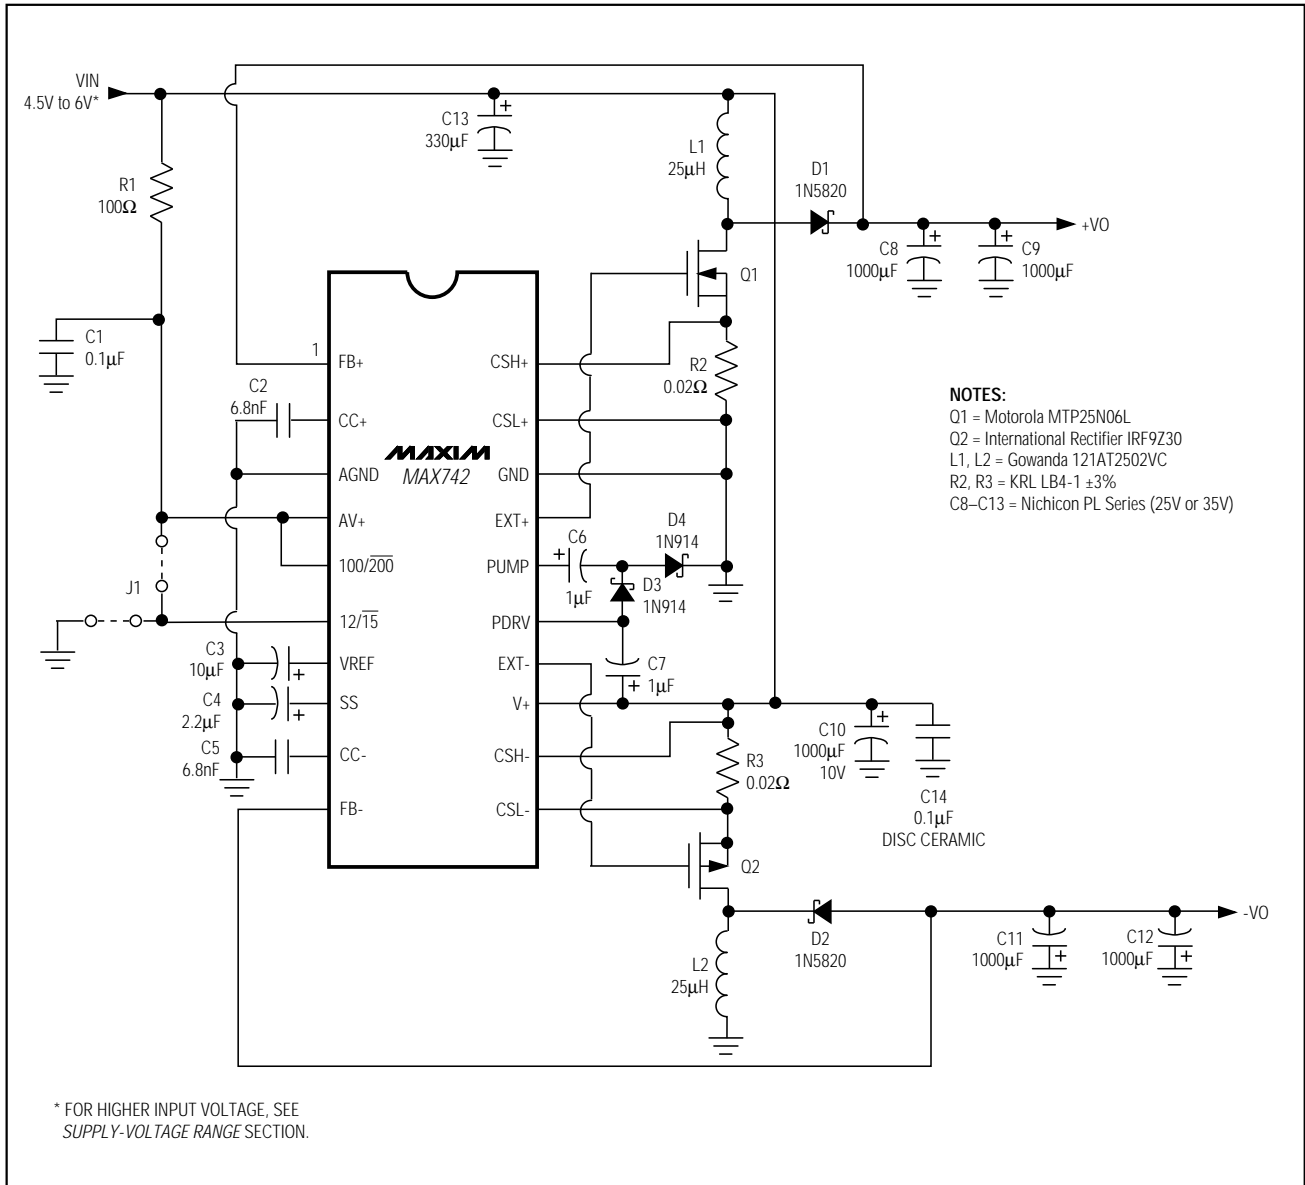 VIN
4.5V to 6V*
R1
100Ω
C1
0.1µF
C13
330µF
L1
25µH
D1
1N5820
+VO
C8
1000µF
C9
1000µF
Q1
R2
0.02Ω
1
FB+
CC+
AGND
AV+
100/2̅0̅0̅
12/1̅5̅
VREF
SS
CC-
FB-
MAXIM
MAX742
CSH+
CSL+
GND
EXT+
PUMP
PDRV
EXT-
V+
CSH-
CSL-
C2
6.8nF
J1
C3
10µF
C4
2.2µF
C5
6.8nF
C6
1µF
D4
1N914
D3
1N914
C7
1µF
R3
0.02Ω
C10
1000µF
10V
C14
0.1µF
DISC CERAMIC
Q2
D2
1N5820
L2
25µH
C11
1000µF
C12
1000µF
-VO
NOTES:
Q1 = Motorola MTP25N06L
Q2 = International Rectifier IRF9Z30
L1, L2 = Gowanda 121AT2502VC
R2, R3 = KRL LB4-1 ±3%
C8–C13 = Nichicon PL Series (25V or 35V)
* FOR HIGHER INPUT VOLTAGE, SEE
SUPPLY-VOLTAGE RANGE SECTION.